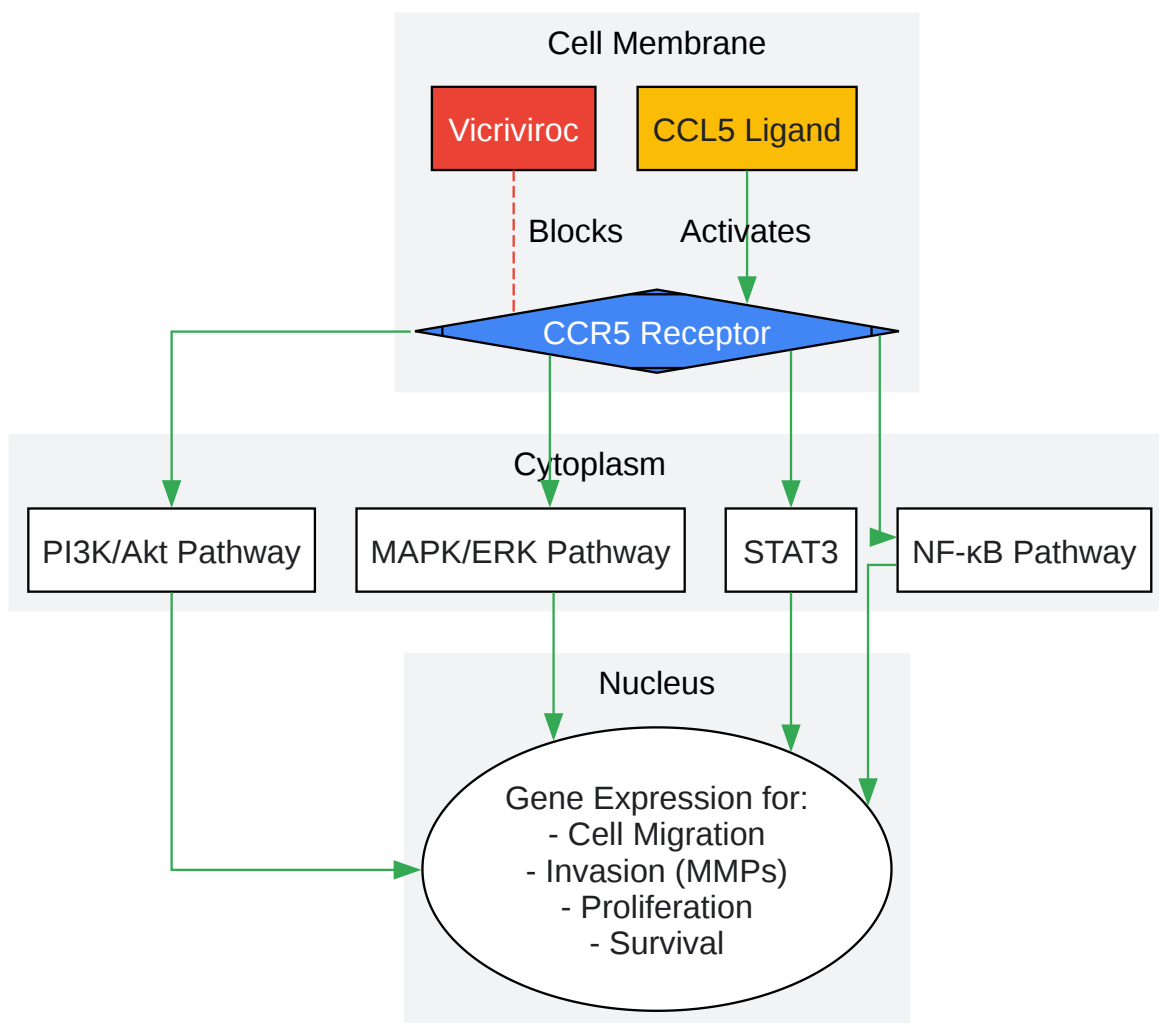 Cell Membrane
Vicriviroc
CCL5 Ligand
Blocks
Activates
CCR5 Receptor
Cytoplasm
PI3K/Akt Pathway
MAPK/ERK Pathway
STAT3
NF-κB Pathway
Nucleus
Gene Expression for:
- Cell Migration
- Invasion (MMPs)
- Proliferation
- Survival